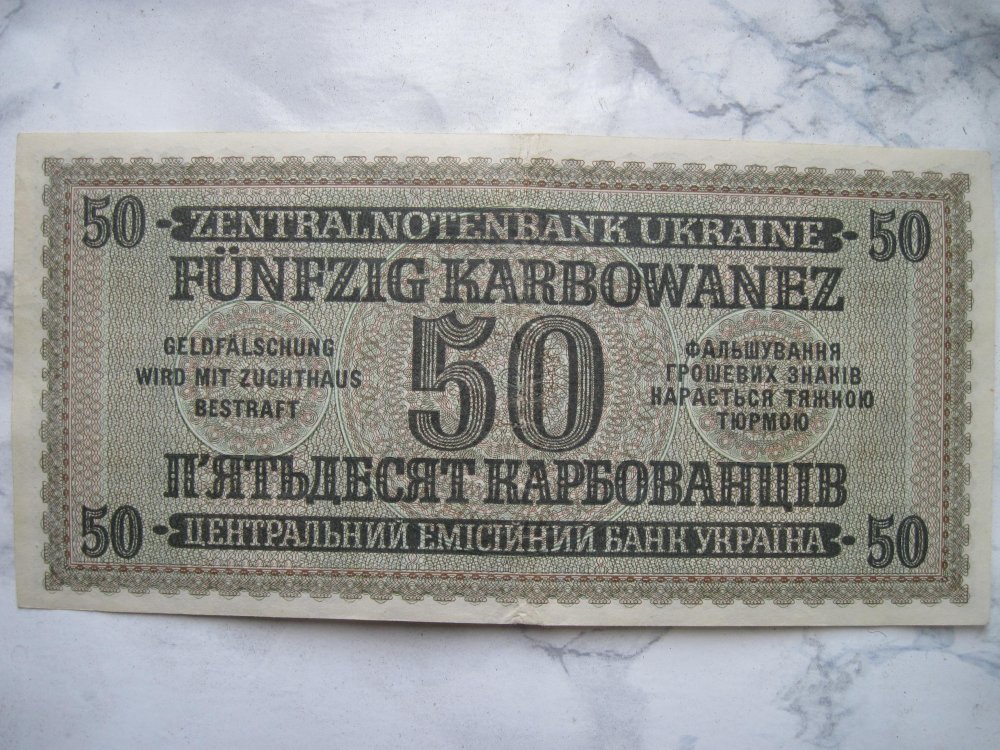 50 ZENTRALNOTENBANK UKRAINE 50
FÜNFZIG KARBOWANEZ
GELDFÄLSCHUNG
WIRD MIT ZUCHTHAUS
BESTRAFT
50
ФАЛЬШУВАННЯ
ГРОШЕВИХ ЗНАКІВ
КАРАЄТЬСЯ ТЯЖКОЮ
ТЮРМОЮ
П'ЯТЬДЕСЯТ КАРБОВАНЦІВ
50 ЦЕНТРАЛЬНИЙ ЕМІСІЙНИЙ БАНК УКРАЇНА 50